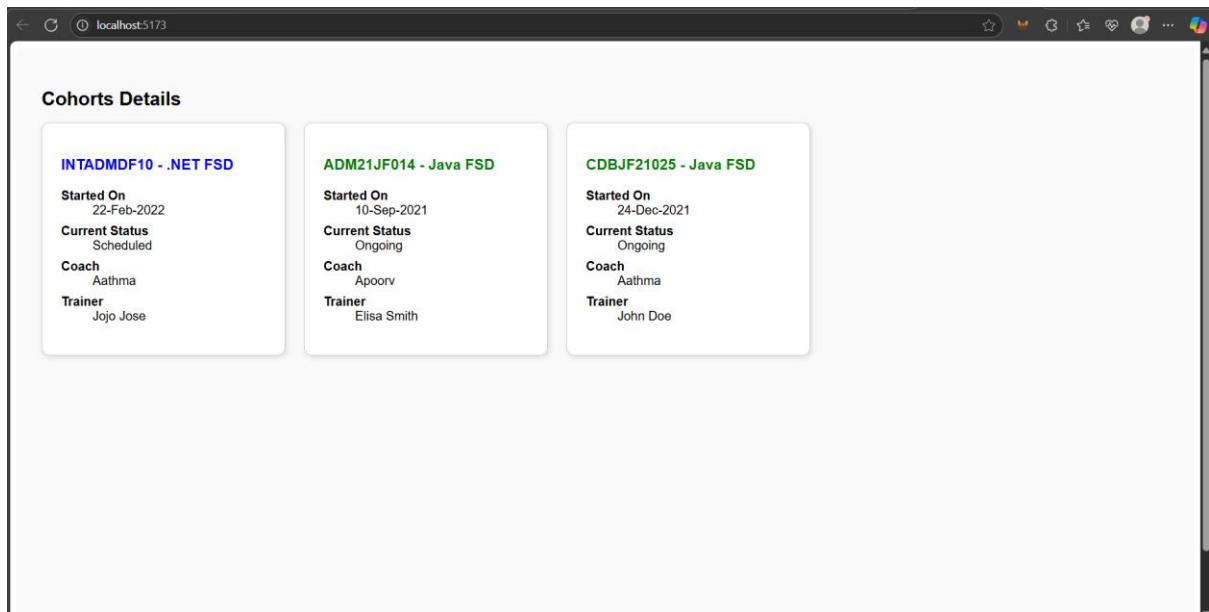 localhost:5173
Cohorts Details
INTADMDF10 - .NET FSD
Started On
22-Feb-2022
Current Status
Scheduled
Coach
Aathma
Trainer
Jojo Jose
ADM21JF014 - Java FSD
Started On
10-Sep-2021
Current Status
Ongoing
Coach
Apoorv
Trainer
Elisa Smith
CDBJF21025 - Java FSD
Started On
24-Dec-2021
Current Status
Ongoing
Coach
Aathma
Trainer
John Doe